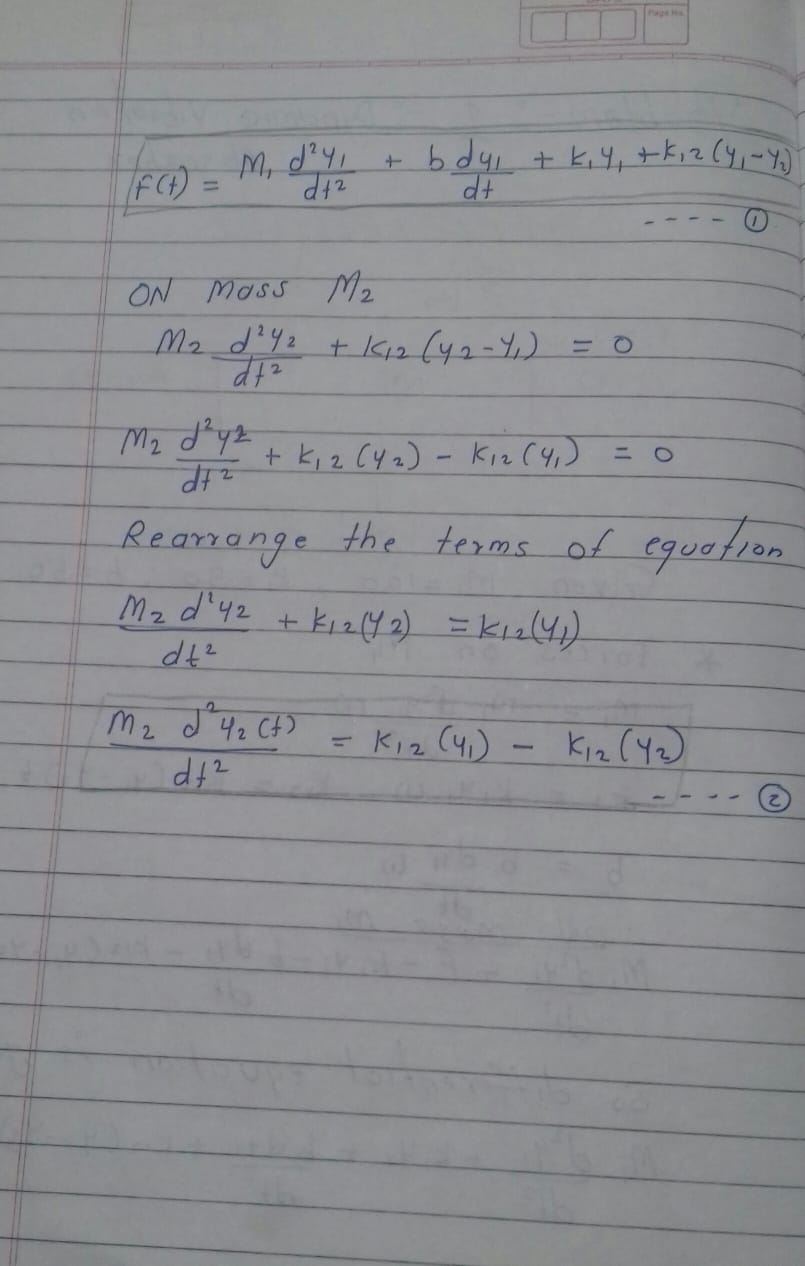 Page No.
F(t) = M₁ d²y₁/dt² + b dy₁/dt + k₁y₁ + k₁₂(y₁-y₂)
---- ①
ON Mass M₂
M₂ d²y₂/dt² + k₁₂(y₂-y₁) = 0
M₂ d²y₂/dt² + k₁₂(y₂) - k₁₂(y₁) = 0
Rearrange the terms of equation
M₂ d²y₂/dt² + k₁₂(y₂) = k₁₂(y₁)
M₂ d²y₂(t)/dt² = k₁₂(y₁) - k₁₂(y₂)
---- ②